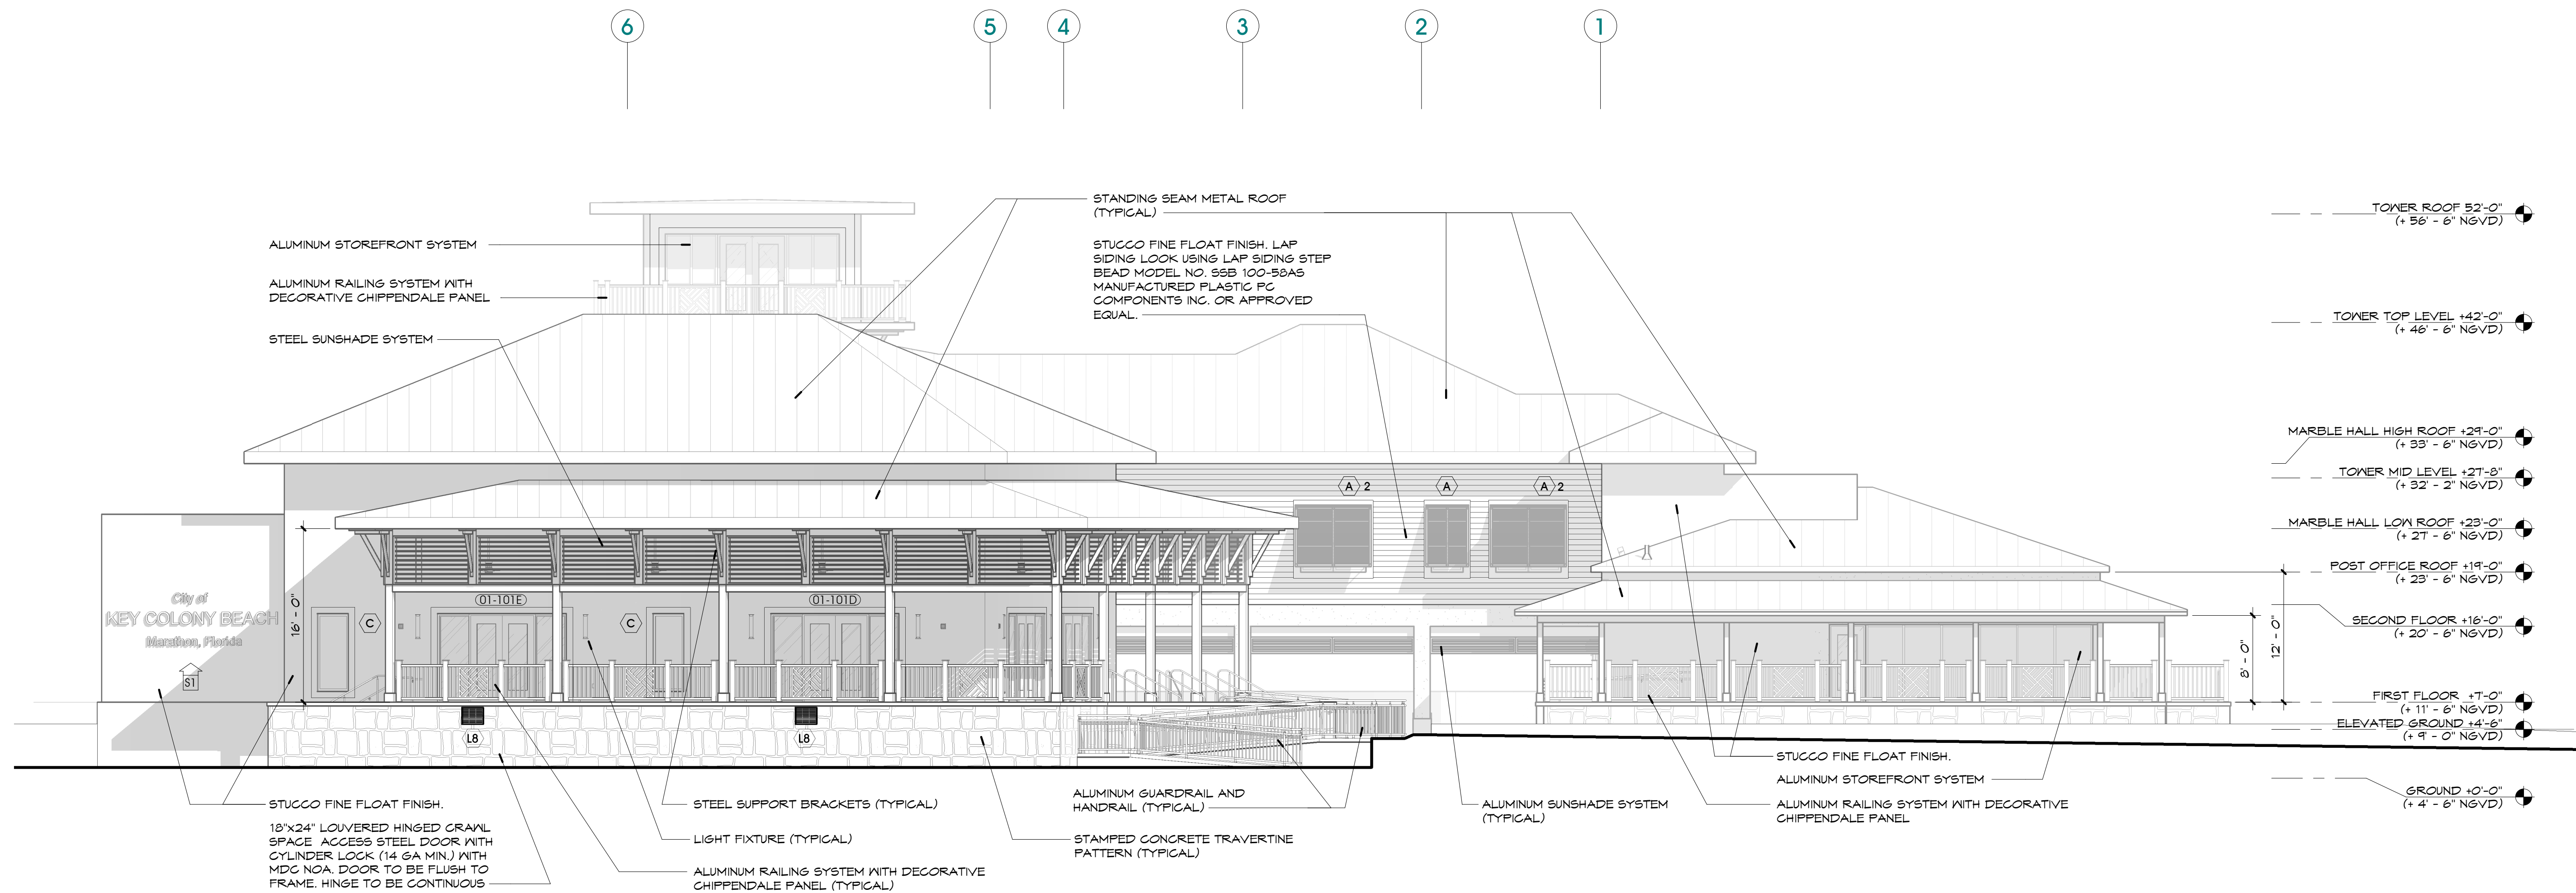 6
5
4
3
2
1
STANDING SEAM METAL ROOF
(TYPICAL)
ALUMINUM STOREFRONT SYSTEM
ALUMINUM RAILING SYSTEM WITH
DECORATIVE CHIPPENDALE PANEL
STEEL SUNSHADE SYSTEM
STUCCO FINE FLOAT FINISH. LAP
SIDING LOOK USING LAP SIDING STEP
BEAD MODEL NO. SSB 100-58AS
MANUFACTURED PLASTIC PC
COMPONENTS INC. OR APPROVED
EQUAL.
TOWER ROOF 52'-0"
(+ 56' - 6" NGVD)
TOWER TOP LEVEL +42'-0"
(+ 46' - 6" NGVD)
MARBLE HALL HIGH ROOF +29'-0"
(+ 33' - 6" NGVD)
TOWER MID LEVEL +27'-8"
(+ 32' - 2" NGVD)
MARBLE HALL LOW ROOF +23'-0"
(+ 27' - 6" NGVD)
POST OFFICE ROOF +19'-0"
(+ 23' - 6" NGVD)
SECOND FLOOR +16'-0"
(+ 20' - 6" NGVD)
FIRST FLOOR +7'-0"
(+ 11' - 6" NGVD)
ELEVATED GROUND +4'-6"
(+ 9' - 0" NGVD)
GROUND +0'-0"
(+ 4' - 6" NGVD)
A 2
A
A 2
City of
KEY COLONY BEACH
Marathon, Florida
S1
16' - 0"
C
01-101E
C
01-101D
8' - 0"
12' - 0"
L8
L8
STUCCO FINE FLOAT FINISH.
18"x24" LOUVERED HINGED CRAWL
SPACE ACCESS STEEL DOOR WITH
CYLINDER LOCK (14 GA MIN.) WITH
MDC NOA. DOOR TO BE FLUSH TO
FRAME. HINGE TO BE CONTINUOUS
STEEL SUPPORT BRACKETS (TYPICAL)
LIGHT FIXTURE (TYPICAL)
ALUMINUM RAILING SYSTEM WITH DECORATIVE
CHIPPENDALE PANEL (TYPICAL)
ALUMINUM GUARDRAIL AND
HANDRAIL (TYPICAL)
STAMPED CONCRETE TRAVERTINE
PATTERN (TYPICAL)
ALUMINUM SUNSHADE SYSTEM
(TYPICAL)
STUCCO FINE FLOAT FINISH.
ALUMINUM STOREFRONT SYSTEM
ALUMINUM RAILING SYSTEM WITH DECORATIVE
CHIPPENDALE PANEL